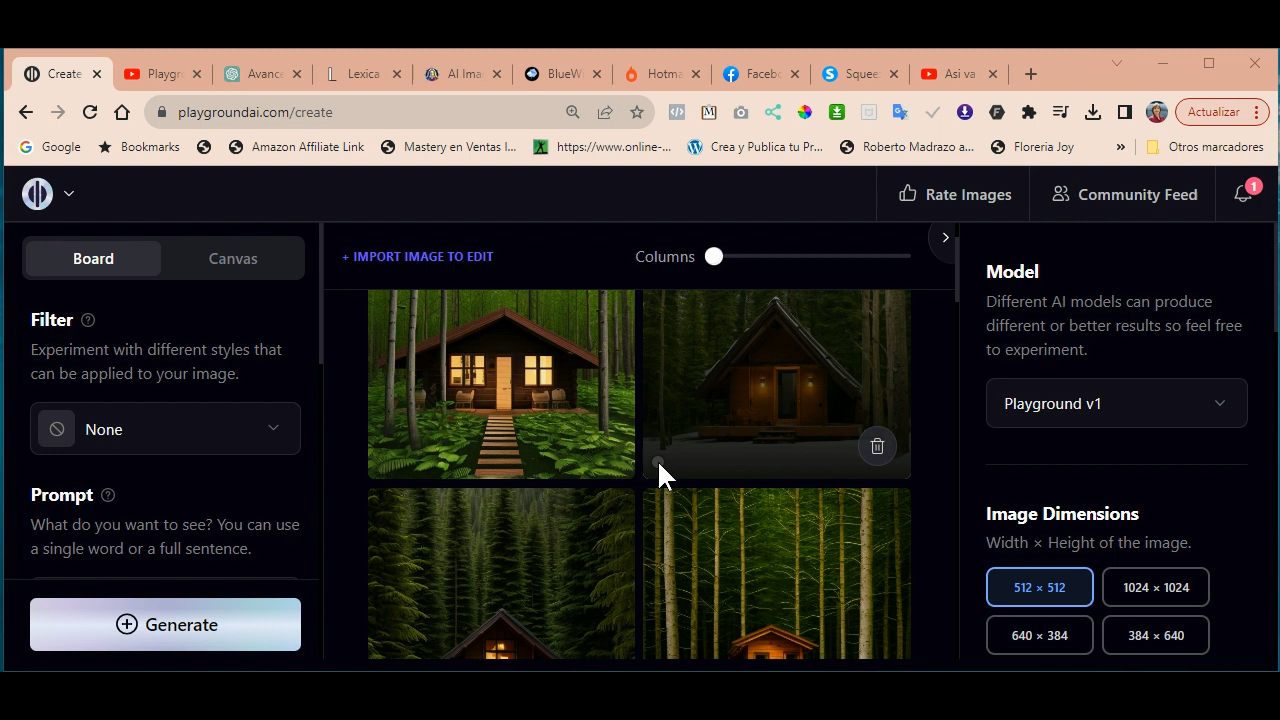 Create
Playgr
Avance
Lexica
AI Ima
BlueWi
Hotma
Faceb
Squee
Asi va
playgroundai.com/create
Actualizar
Google
Bookmarks
Amazon Affiliate Link
Mastery en Ventas I...
https://www.online-...
Crea y Publica tu Pr...
Roberto Madrazo a...
Floreria Joy
»
Otros marcadores
Rate Images
Community Feed
1
Board
Canvas
+ IMPORT IMAGE TO EDIT
Columns
Filter
Experiment with different styles that
can be applied to your image.
None
Prompt
What do you want to see? You can use
a single word or a full sentence.
Generate
Model
Different AI models can produce
different or better results so feel free
to experiment.
Playground v1
Image Dimensions
Width × Height of the image.
512 × 512
1024 × 1024
640 × 384
384 × 640